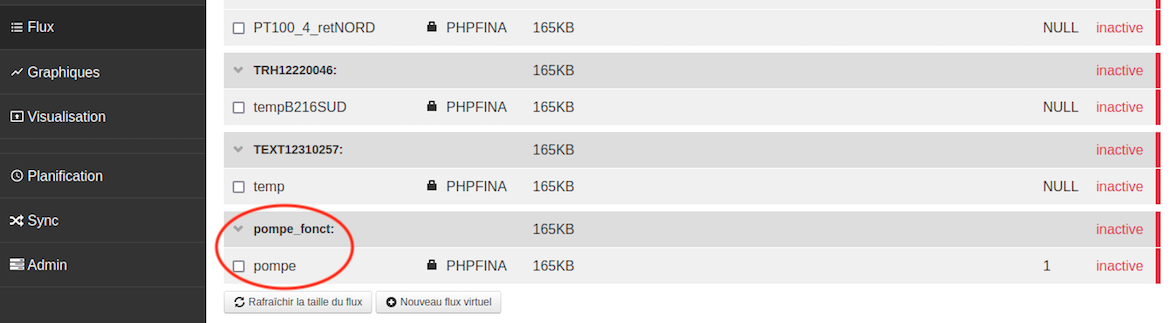 Flux
Graphiques
Visualisation
Planification
Sync
Admin
PT100_4_retNORD PHPFINA 165KB NULL inactive
TRH12220046: 165KB inactive
tempB216SUD PHPFINA 165KB NULL inactive
TEXT12310257: 165KB inactive
temp PHPFINA 165KB NULL inactive
pompe_fonct: 165KB inactive
pompe PHPFINA 165KB 1 inactive
Rafraîchir la taille du flux Nouveau flux virtuel